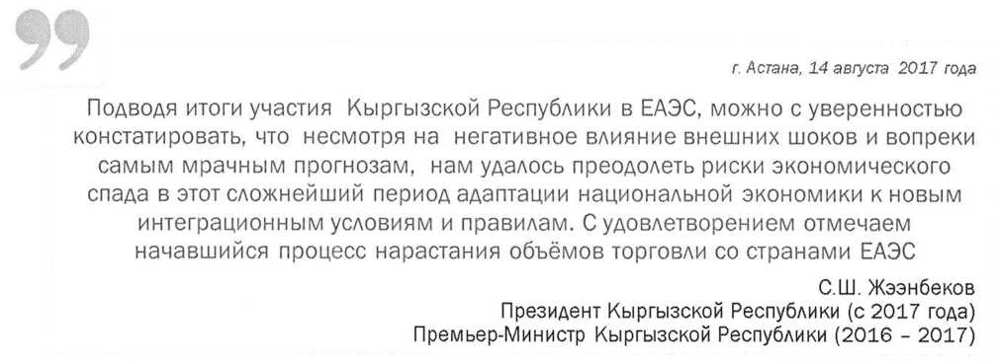 г. Астана, 14 августа 2017 года
Подводя итоги участия Кыргызской Республики в ЕАЭС, можно с уверенностью
констатировать, что несмотря на негативное влияние внешних шоков и вопреки
самым мрачным прогнозам, нам удалось преодолеть риски экономического
спада в этот сложнейший период адаптации национальной экономики к новым
интеграционным условиям и правилам. С удовлетворением отмечаем
начавшийся процесс нарастания объёмов торговли со странами ЕАЭС
С.Ш. Жээнбеков
Президент Кыргызской Республики (с 2017 года)
Премьер-Министр Кыргызской Республики (2016 – 2017)